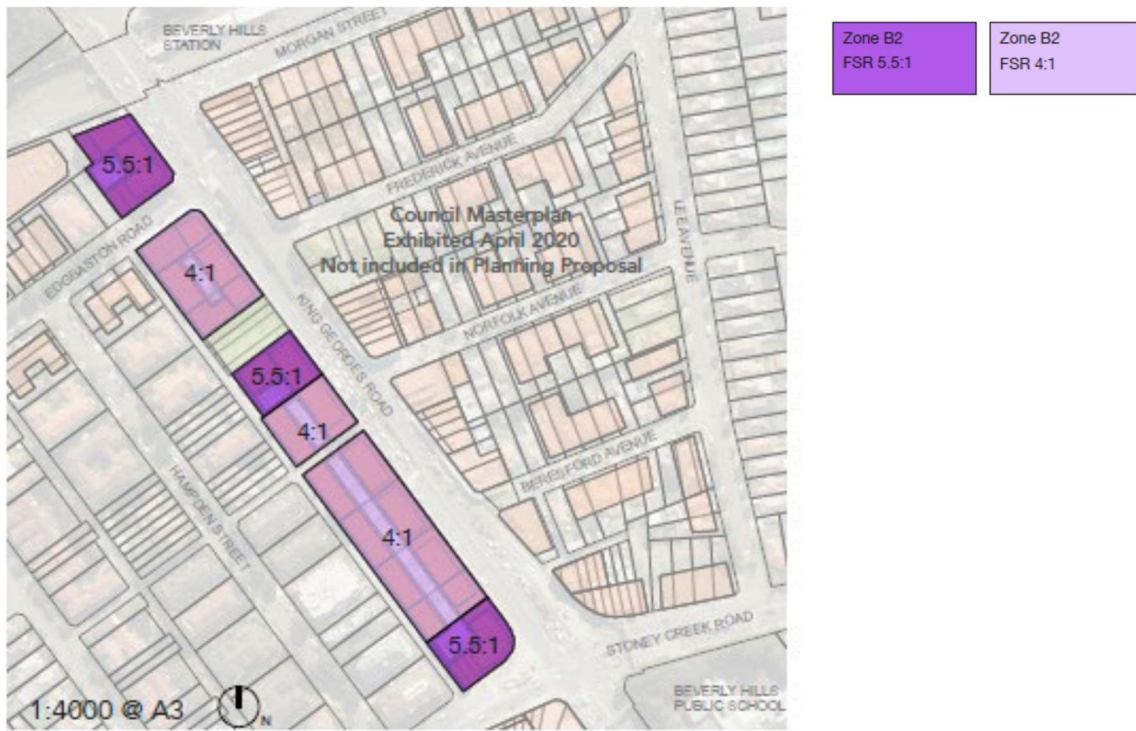 BEVERLY HILLS
STATION
MORGAN STREET
Zone B2
FSR 5.5:1
Zone B2
FSR 4:1
5.5:1
FREDERICK AVENUE
EDGBASTON ROAD
Council Masterplan
Exhibited April 2020
Not included in Planning Proposal
LEE AVENUE
4:1
KING GEORGES ROAD
NORFOLK AVENUE
5.5:1
4:1
BERESFORD AVENUE
HAMPDEN STREET
4:1
5.5:1
STONEY CREEK ROAD
1:4000 @ A3
N
BEVERLY HILLS
PUBLIC SCHOOL